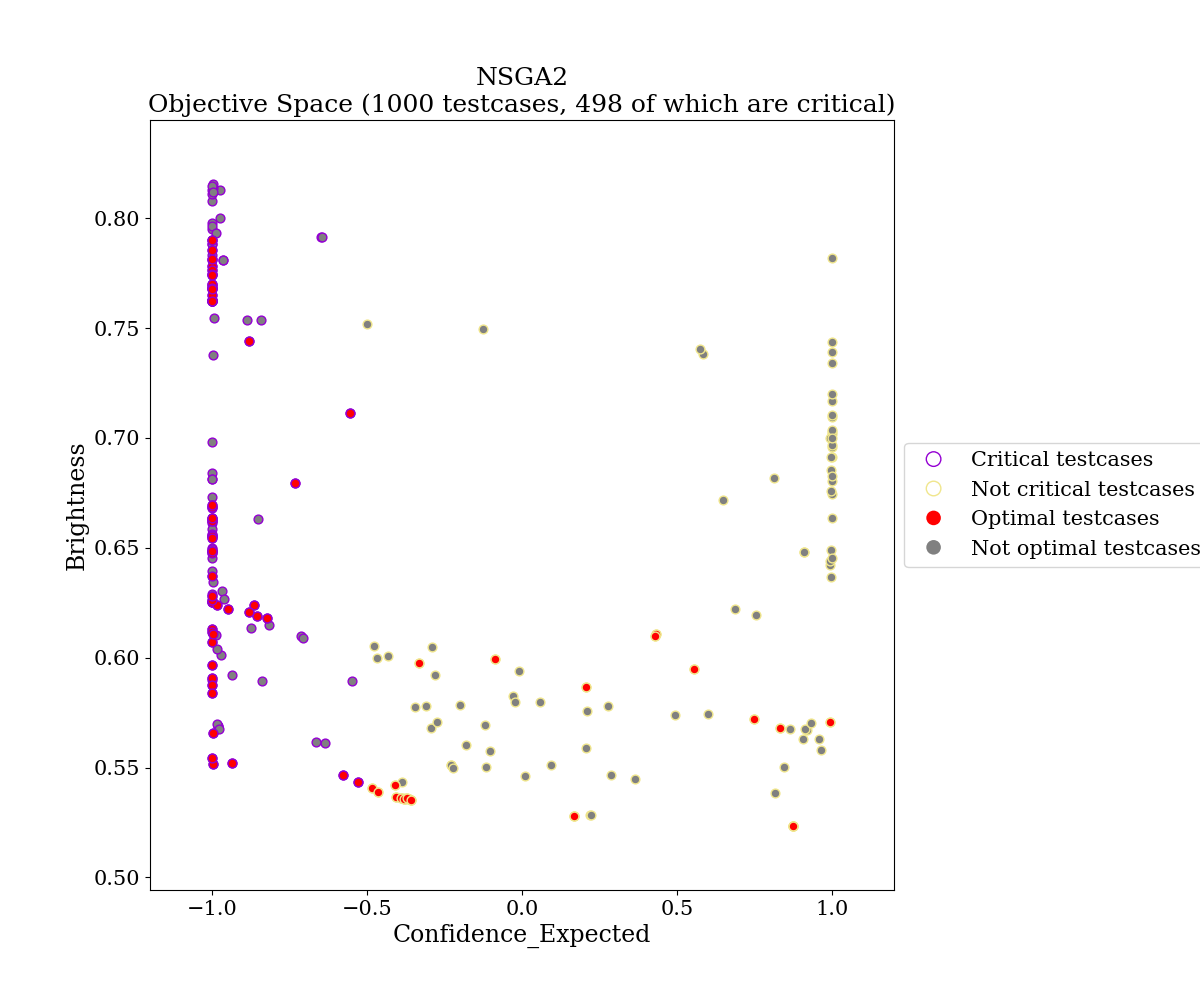 NSGA2
Objective Space (1000 testcases, 498 of which are critical)
0.80
0.75
0.70
0.65
0.60
0.55
0.50
Brightness
−1.0
−0.5
0.0
0.5
1.0
Confidence_Expected
Critical testcases
Not critical testcases
Optimal testcases
Not optimal testcases